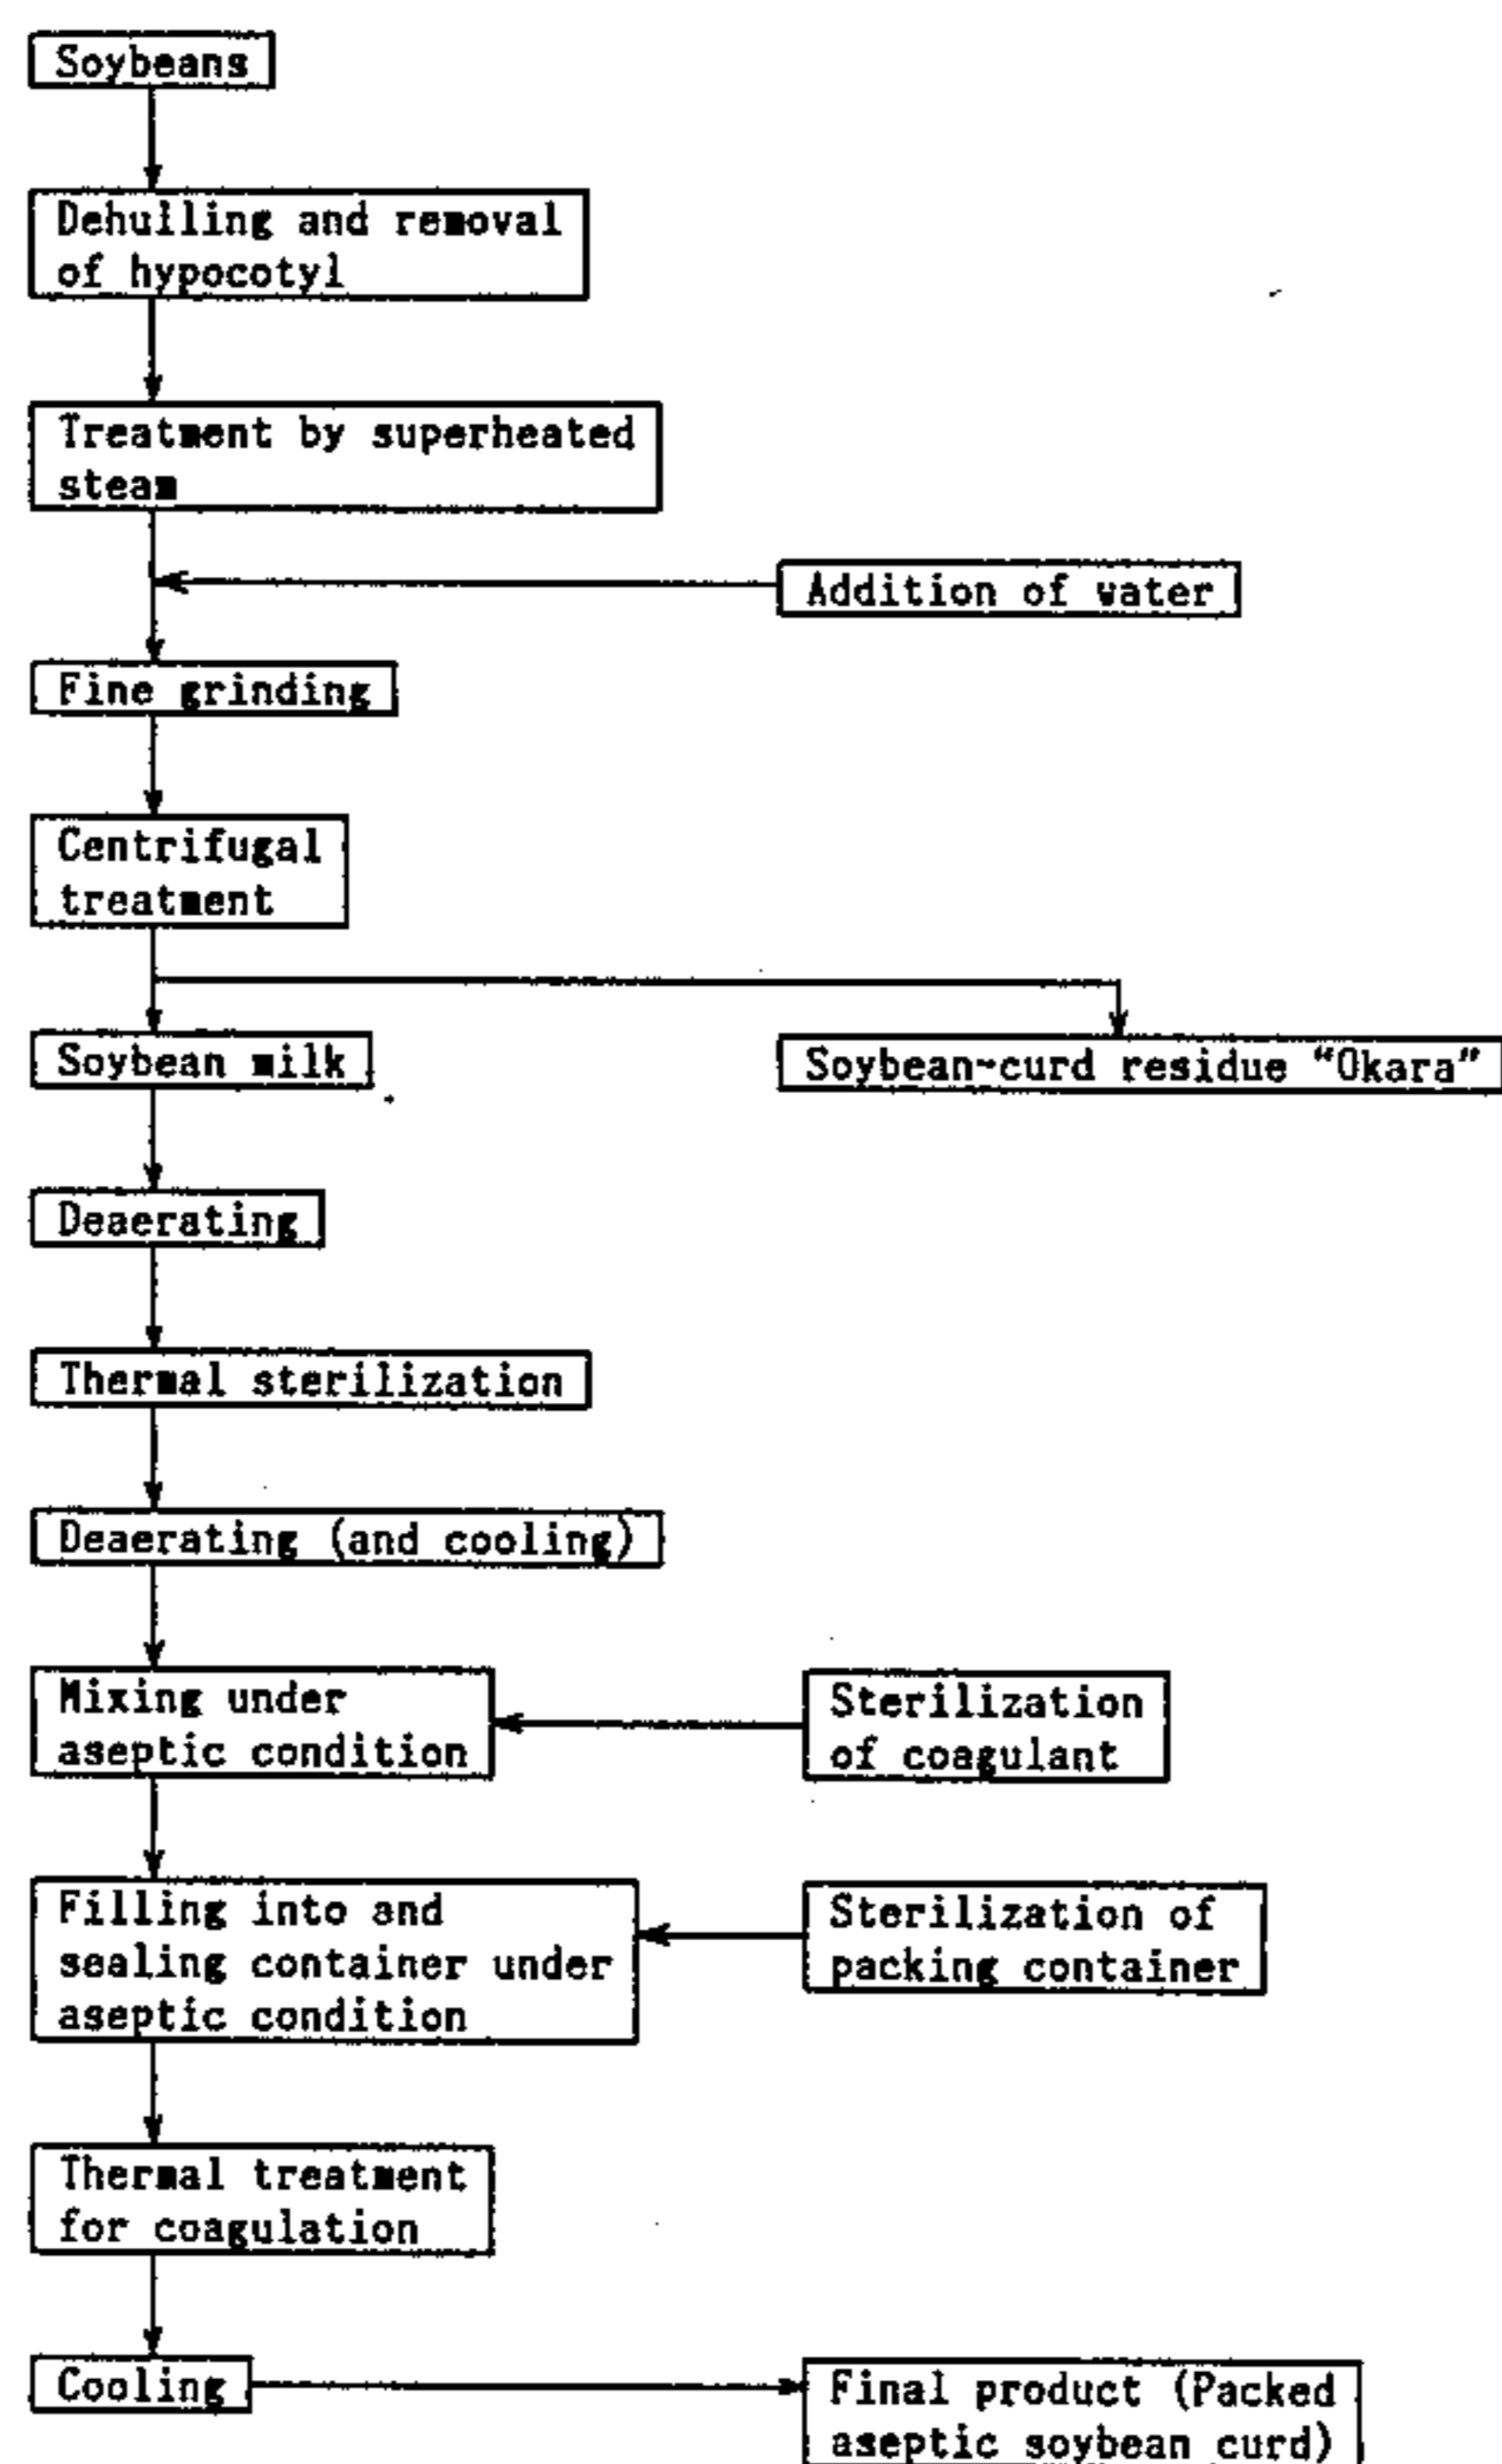 Soybeans
Dehulling and removal
of hypocotyl
Treatment by superheated
steam
Addition of water
Fine grinding
Centrifugal
treatment
Soybean milk
Soybean-curd residue “Okara”
Deaerating
Thermal sterilization
Deaerating (and cooling)
Mixing under
aseptic condition
Sterilization
of coagulant
Filling into and
sealing container under
aseptic condition
Sterilization of
packing container
Thermal treatment
for coagulation
Cooling
Final product (Packed
aseptic soybean curd)